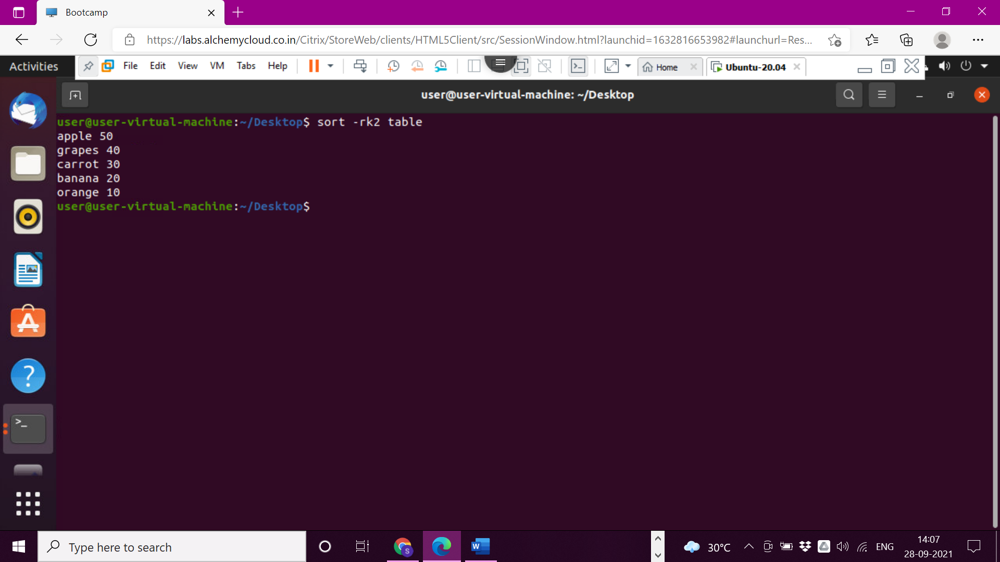 Bootcamp
https://labs.alchemycloud.co.in/Citrix/StoreWeb/clients/HTML5Client/src/SessionWindow.html?launchid=1632816653982#launchurl=Res...
Activities File Edit View VM Tabs Help Home Ubuntu-20.04
user@user-virtual-machine: ~/Desktop
user@user-virtual-machine:~/Desktop$ sort -rk2 table
apple 50
grapes 40
carrot 30
banana 20
orange 10
user@user-virtual-machine:~/Desktop$
Type here to search
30°C
ENG
14:07
28-09-2021